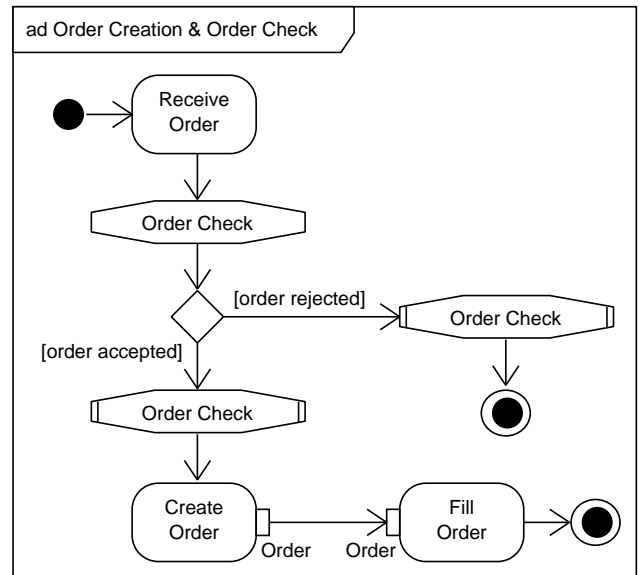 ad Order Creation & Order Check
Receive
Order
Order Check
[order rejected]
Order Check
[order accepted]
Order Check
Create
Order
Order
Order
Fill
Order